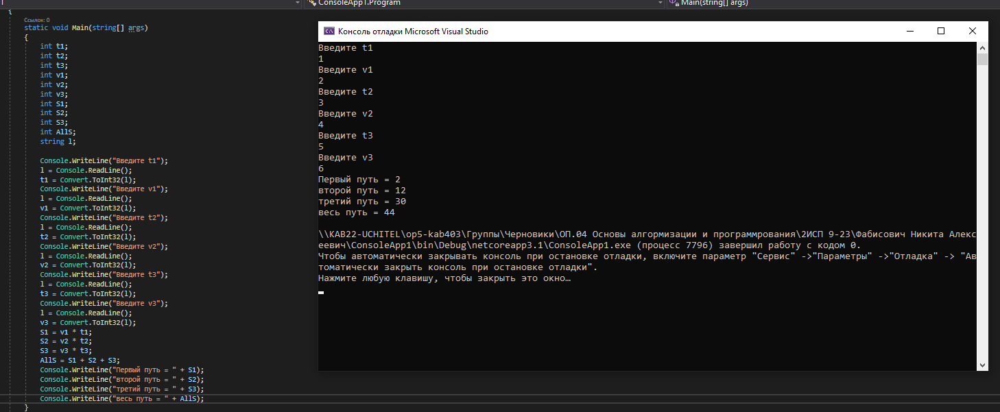 ConsoleApp1.Program
Main(string[] args)
{
Ссылок: 0
static void Main(string[] args)
{
int t1;
int t2;
int t3;
int v1;
int v2;
int v3;
int S1;
int S2;
int S3;
int AllS;
string l;
Console.WriteLine("Введите t1");
l = Console.ReadLine();
t1 = Convert.ToInt32(l);
Console.WriteLine("Введите v1");
l = Console.ReadLine();
v1 = Convert.ToInt32(l);
Console.WriteLine("Введите t2");
l = Console.ReadLine();
t2 = Convert.ToInt32(l);
Console.WriteLine("Введите v2");
l = Console.ReadLine();
v2 = Convert.ToInt32(l);
Console.WriteLine("Введите t3");
l = Console.ReadLine();
t3 = Convert.ToInt32(l);
Console.WriteLine("Введите v3");
l = Console.ReadLine();
v3 = Convert.ToInt32(l);
S1 = v1 * t1;
S2 = v2 * t2;
S3 = v3 * t3;
AllS = S1 + S2 + S3;
Console.WriteLine("Первый путь = " + S1);
Console.WriteLine("второй путь = " + S2);
Console.WriteLine("третий путь = " + S3);
Console.WriteLine("весь путь = " + AllS);
}
Консоль отладки Microsoft Visual Studio
Введите t1
1
Введите v1
2
Введите t2
3
Введите v2
4
Введите t3
5
Введите v3
6
Первый путь = 2
второй путь = 12
третий путь = 30
весь путь = 44
\\KAB22-UCHITEL\op5-kab403\Группы\Черновики\ОП.04 Основы алгормизации и программрования\2ИСП 9-23\Фабисович Никита Алекс
еевич\ConsoleApp1\bin\Debug\netcoreapp3.1\ConsoleApp1.exe (процесс 7796) завершил работу с кодом 0.
Чтобы автоматически закрывать консоль при остановке отладки, включите параметр "Сервис" ->"Параметры" ->"Отладка" -> "Ав
томатически закрыть консоль при остановке отладки".
Нажмите любую клавишу, чтобы закрыть это окно…